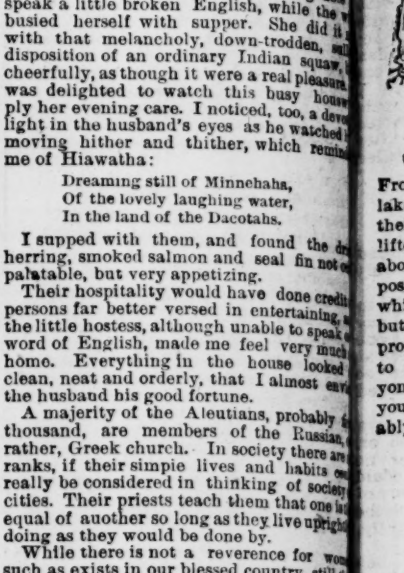 speak a little broken English, while the
busied herself with supper. She did it
with that melancholy, down-trodden,
disposition of an ordinary Indian squaw,
cheerfully, as though it were a real pleasure.
was delighted to watch this busy
ply her evening care. I noticed, too, a
light in the husband's eyes as he watched
moving hither and thither, which
me of Hiawatha:
Dreaming still of Minnehaha,
Of the lovely laughing water,
In the land of the Dacotahs.
I supped with them, and found the
herring, smoked salmon and seal fin not
palatable, but very appetizing.
Their hospitality would have done credit
persons far better versed in entertaining,
the little hostess, although unable to speak
word of English, made me feel very much
home. Everything in the house looked
clean, neat and orderly, that I almost
the husband his good fortune.
A majority of the Aleutians, probably
thousand, are members of the Russian,
rather, Greek church. In society there are
ranks, if their simple lives and habits
really be considered in thinking of society
cities. Their priests teach them that one
equal of another so long as they live
doing as they would be done by.
While there is not a reverence for
such as exists in our blessed country,
Fro
lak
the
lift
abo
pos
whi
but
pro
to
yon
you
abl